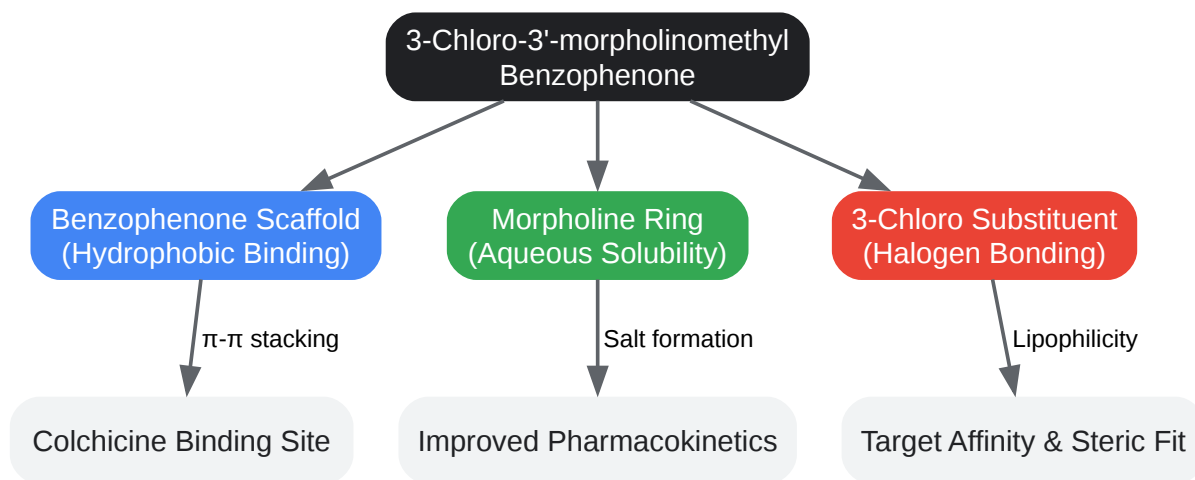 3-Chloro-3'-morpholinomethyl
Benzophenone
Benzophenone Scaffold
(Hydrophobic Binding)
Morpholine Ring
(Aqueous Solubility)
3-Chloro Substituent
(Halogen Bonding)
π-π stacking
Salt formation
Lipophilicity
Colchicine Binding Site
Improved Pharmacokinetics
Target Affinity & Steric Fit